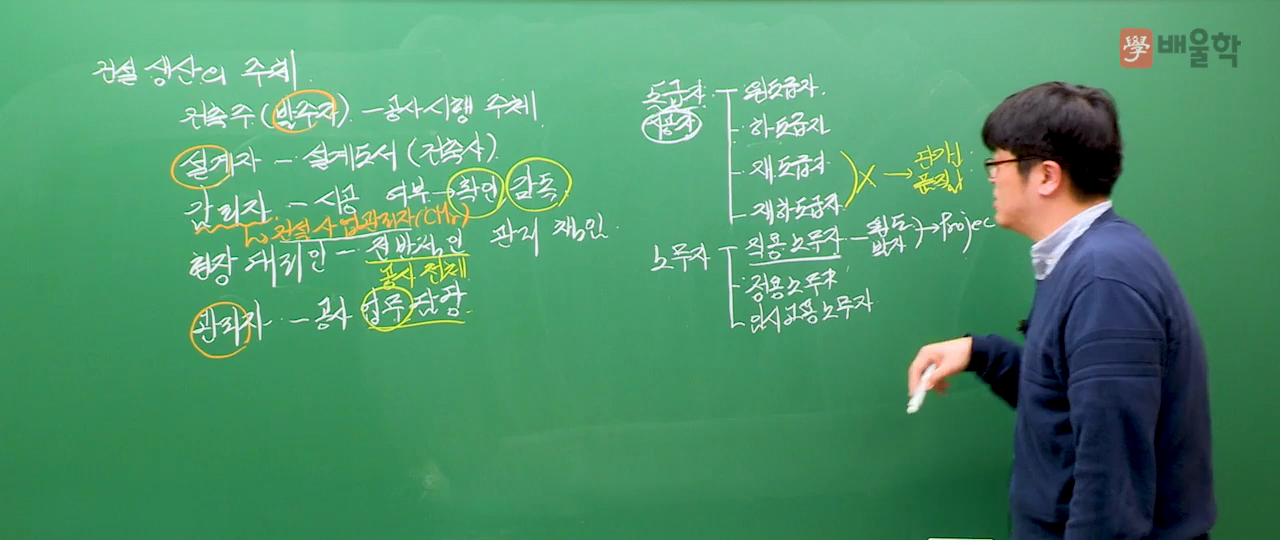 건설 생산의 주체
건축주 (발주자) - 공사 시행 주체
설계자 - 설계도서 (건축사)
감리자 - 시공 여부 → 확인 감독
↳ 건설사업관리자 (CMr)
현장 대리인 - 전반적인 관리 책임
공사 전체
관리자 - 공사 업무 담당
도급자 원도급자
시공자 하도급자
재도급자
재하도급자 X →
노무자 직용노무자 - 원도급자 → Projec
정용노무자
임시고용노무자
學 배울학